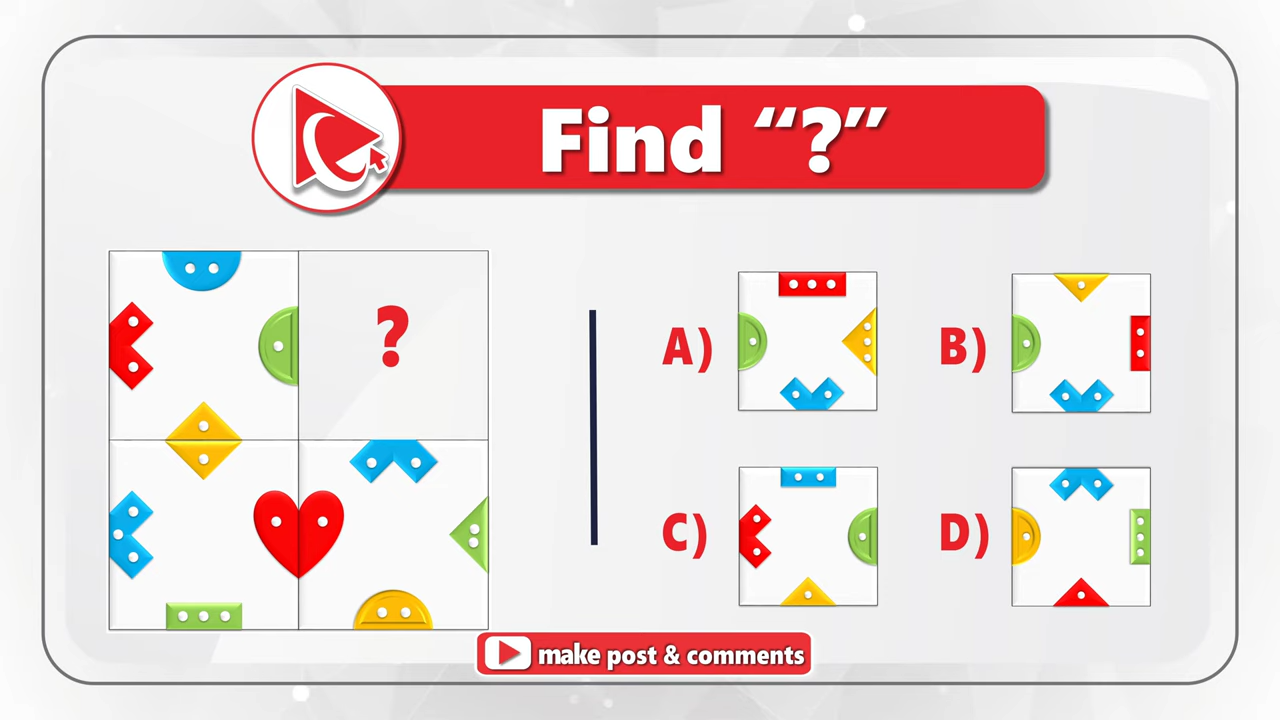 Find “?”
?
A)
B)
C)
D)
make post & comments